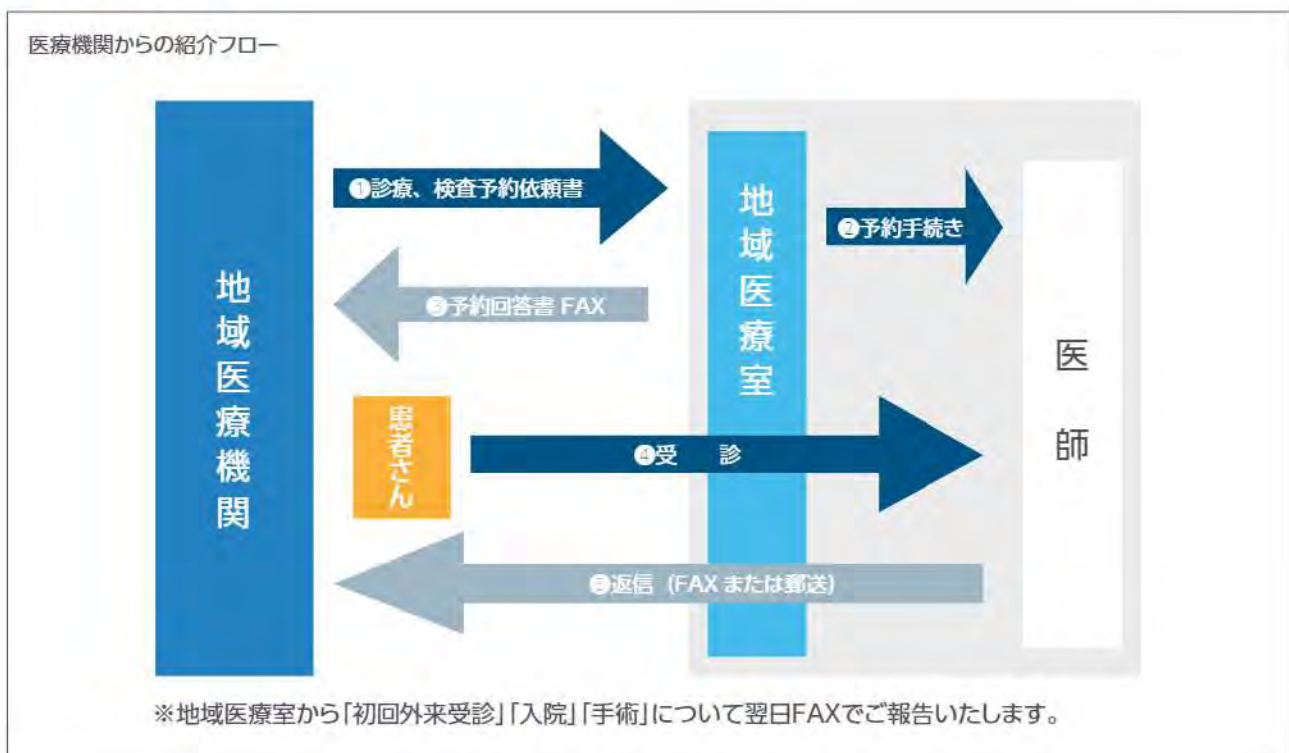 医療機関からの紹介フロー
地域医療機関
❶診療、検査予約依頼書
地域医療室
❷予約手続き
医師
❸予約回答書 FAX
患者さん
❹受　　診
❺返信（FAX または郵送）
※地域医療室から「初回外来受診」「入院」「手術」について翌日FAXでご報告いたします。